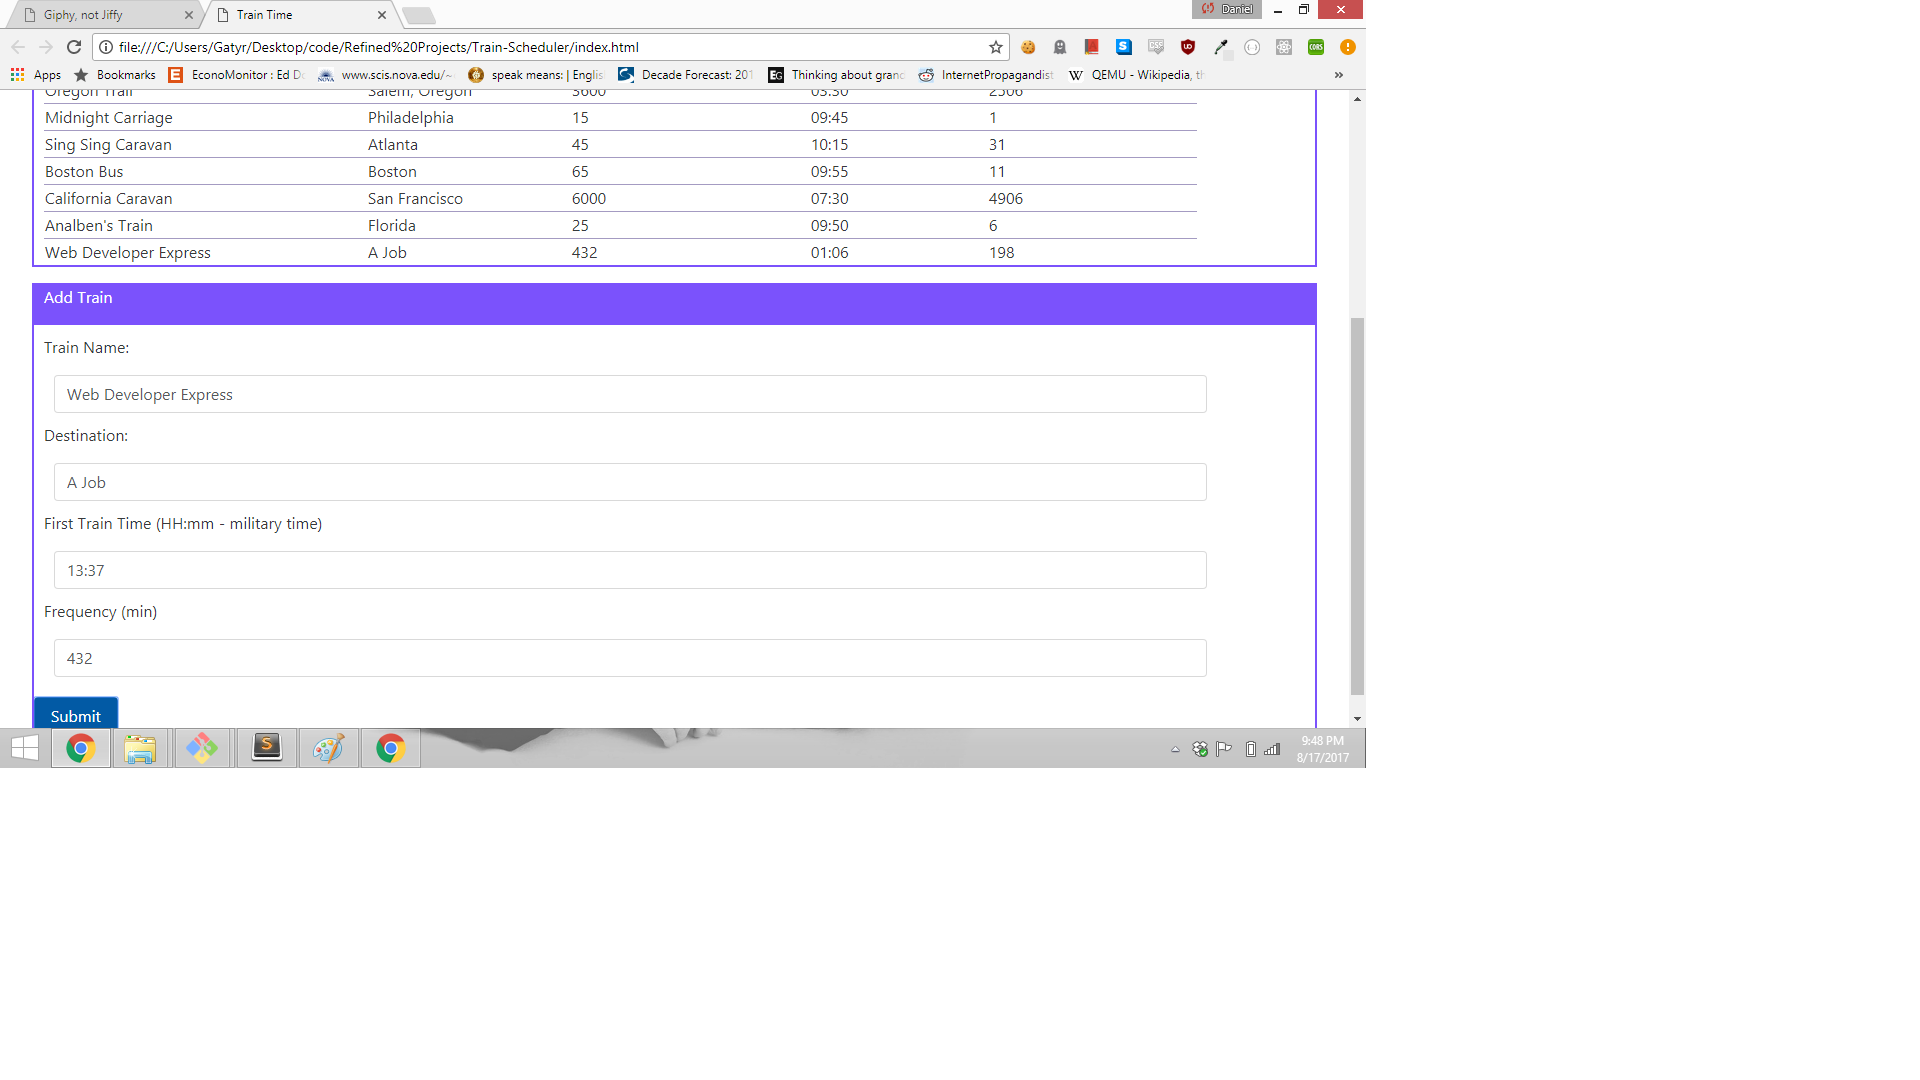 Giphy, not Jiffy
Train Time
Daniel
file:///C:/Users/Gatyr/Desktop/code/Refined%20Projects/Train-Scheduler/index.html
Apps Bookmarks EconoMonitor : Ed Do www.scis.nova.edu/~ speak means: | Englis Decade Forecast: 201 Thinking about granc InternetPropagandist QEMU - Wikipedia, th »
Oregon Trail Salem, Oregon 3600 03:30 2506
Midnight Carriage Philadelphia 15 09:45 1
Sing Sing Caravan Atlanta 45 10:15 31
Boston Bus Boston 65 09:55 11
California Caravan San Francisco 6000 07:30 4906
Analben's Train Florida 25 09:50 6
Web Developer Express A Job 432 01:06 198
Add Train
Train Name:
Web Developer Express
Destination:
A Job
First Train Time (HH:mm - military time)
13:37
Frequency (min)
432
Submit
9:48 PM
8/17/2017